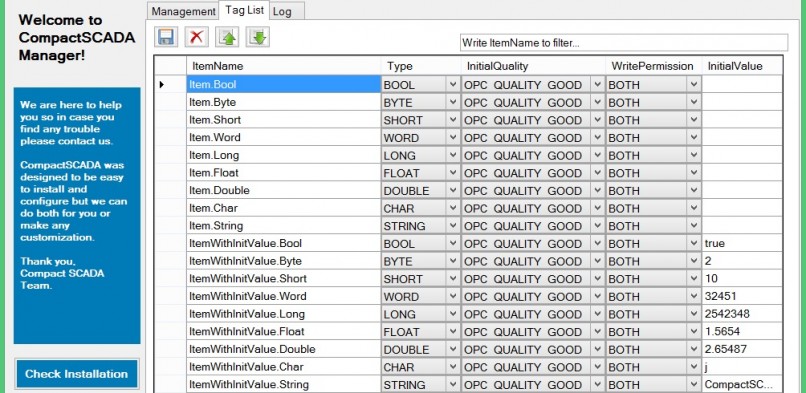 Welcome to
CompactSCADA
Manager!
We are here to help
you so in case you
find any trouble
please contact us.
CompactSCADA was
designed to be easy
to install and
configure but we can
do both for you or
make any
customization.
Thank you,
Compact SCADA
Team.
Check Installation
Management Tag List Log
Write ItemName to filter...
ItemName Type InitialQuality WritePermission InitialValue
Item.Bool BOOL OPC_QUALITY_GOOD BOTH
Item.Byte BYTE OPC_QUALITY_GOOD BOTH
Item.Short SHORT OPC_QUALITY_GOOD BOTH
Item.Word WORD OPC_QUALITY_GOOD BOTH
Item.Long LONG OPC_QUALITY_GOOD BOTH
Item.Float FLOAT OPC_QUALITY_GOOD BOTH
Item.Double DOUBLE OPC_QUALITY_GOOD BOTH
Item.Char CHAR OPC_QUALITY_GOOD BOTH
Item.String STRING OPC_QUALITY_GOOD BOTH
ItemWithInitValue.Bool BOOL OPC_QUALITY_GOOD BOTH true
ItemWithInitValue.Byte BYTE OPC_QUALITY_GOOD BOTH 2
ItemWithInitValue.Short SHORT OPC_QUALITY_GOOD BOTH 10
ItemWithInitValue.Word WORD OPC_QUALITY_GOOD BOTH 32451
ItemWithInitValue.Long LONG OPC_QUALITY_GOOD BOTH 2542348
ItemWithInitValue.Float FLOAT OPC_QUALITY_GOOD BOTH 1.5654
ItemWithInitValue.Double DOUBLE OPC_QUALITY_GOOD BOTH 2.65487
ItemWithInitValue.Char CHAR OPC_QUALITY_GOOD BOTH j
ItemWithInitValue.String STRING OPC_QUALITY_GOOD BOTH CompactSC...